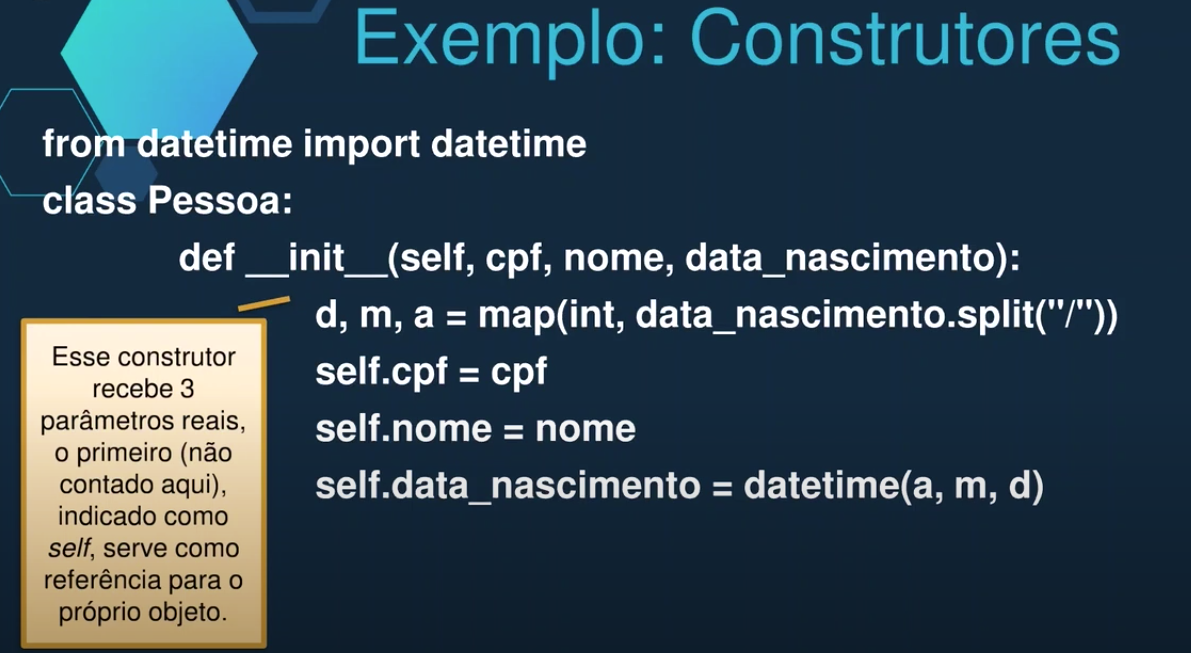 Exemplo: Construtores
from datetime import datetime
class Pessoa:
def __init__(self, cpf, nome, data_nascimento):
d, m, a = map(int, data_nascimento.split("/"))
self.cpf = cpf
self.nome = nome
self.data_nascimento = datetime(a, m, d)
Esse construtor
recebe 3
parâmetros reais,
o primeiro (não
contado aqui),
indicado como
self, serve como
referência para o
próprio objeto.